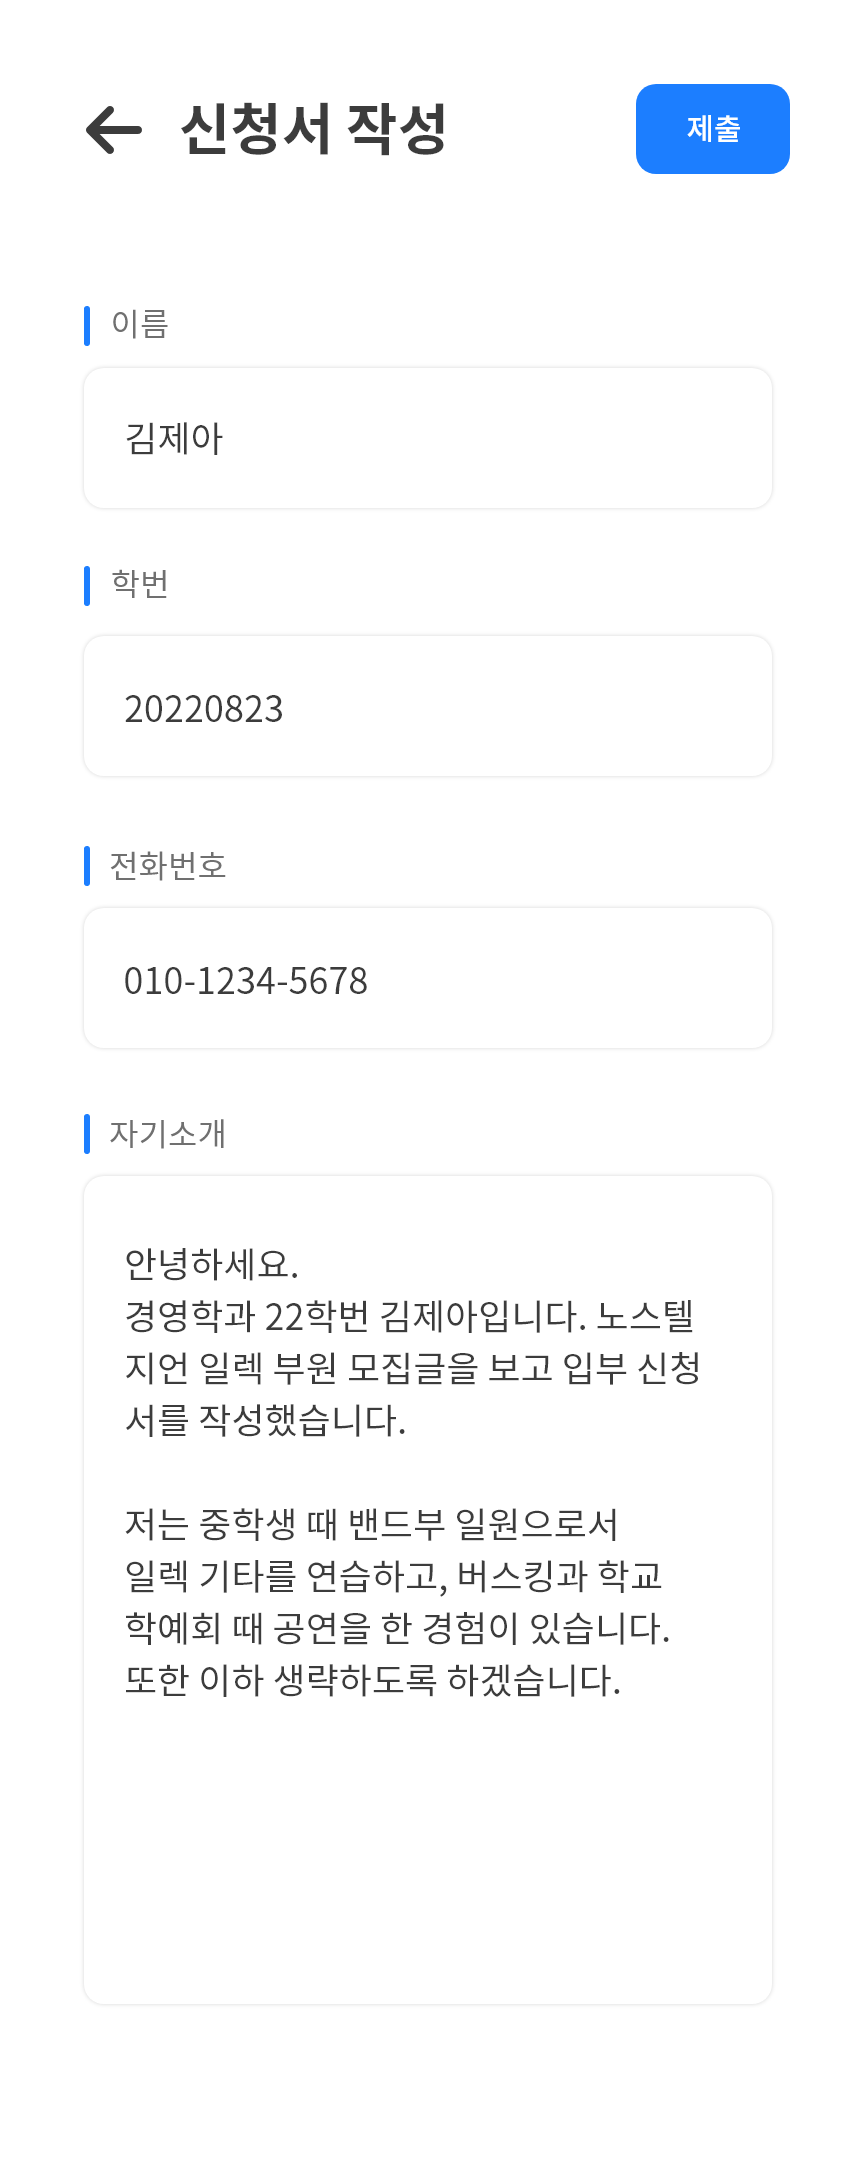 신청서 작성
제출
이름
김제아
학번
20220823
전화번호
010-1234-5678
자기소개
안녕하세요.
경영학과 22학번 김제아입니다. 노스텔
지언 일렉 부원 모집글을 보고 입부 신청
서를 작성했습니다.
저는 중학생 때 밴드부 일원으로서
일렉 기타를 연습하고, 버스킹과 학교
학예회 때 공연을 한 경험이 있습니다.
또한 이하 생략하도록 하겠습니다.